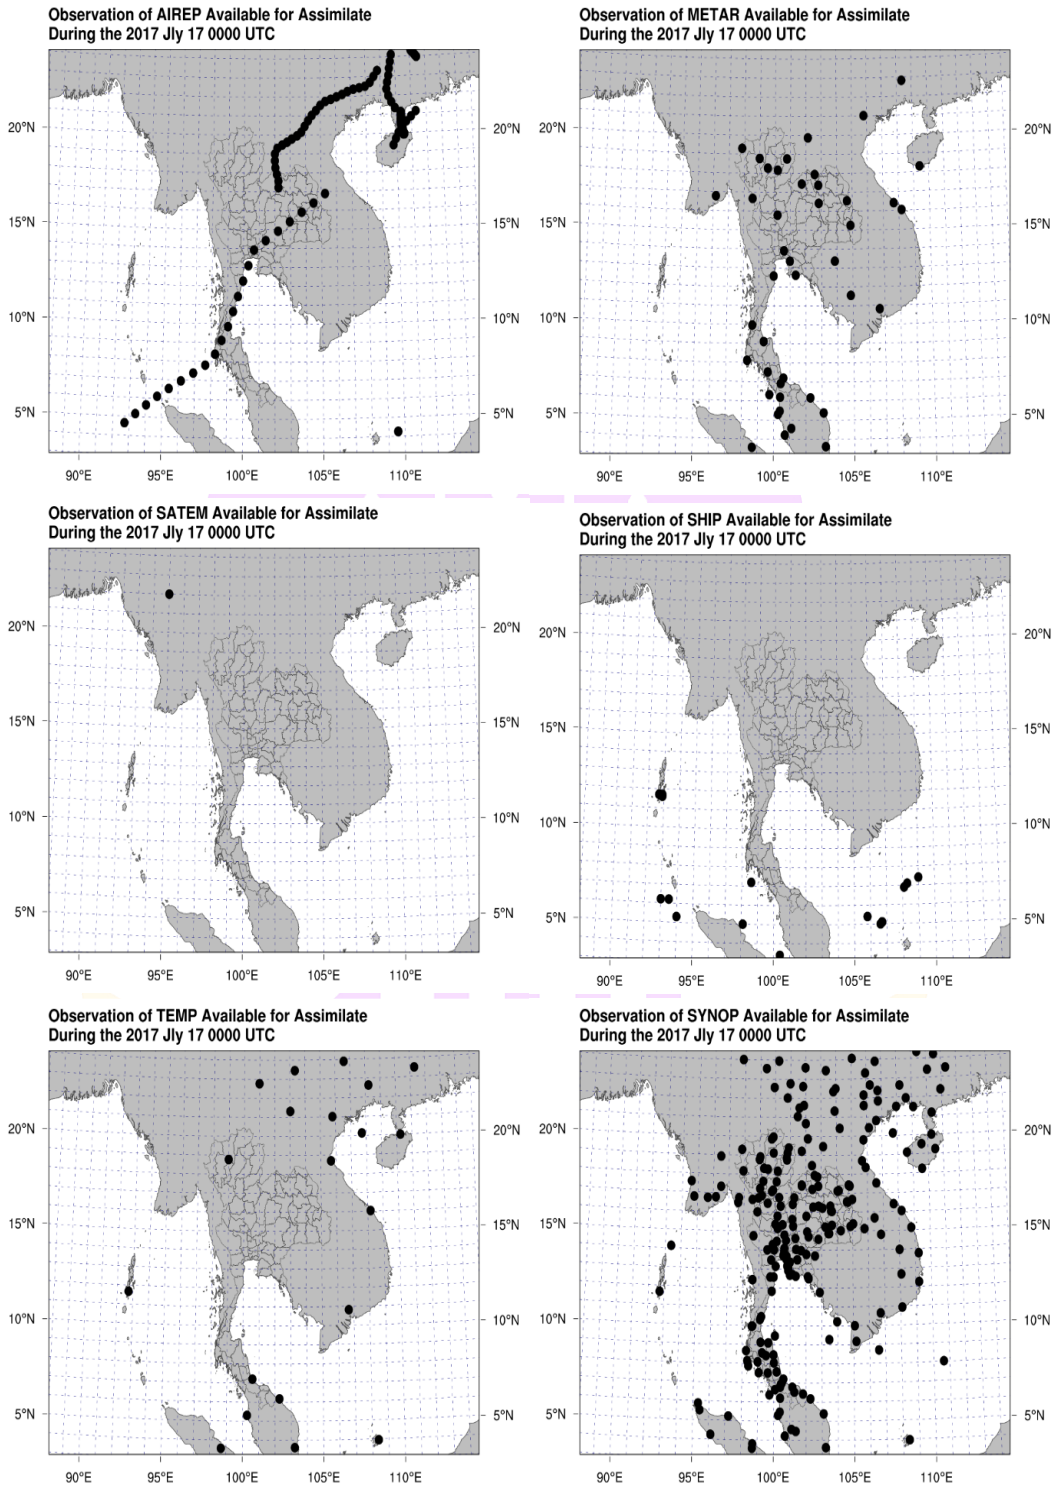 Observation of AIREP Available for Assimilate
During the 2017 Jly 17 0000 UTC
20°N
20°N
15°N
15°N
10°N
10°N
5°N
5°N
90°E 95°E 100°E 105°E 110°E
Observation of METAR Available for Assimilate
During the 2017 Jly 17 0000 UTC
20°N
20°N
15°N
15°N
10°N
10°N
5°N
5°N
90°E 95°E 100°E 105°E 110°E
Observation of SATEM Available for Assimilate
During the 2017 Jly 17 0000 UTC
20°N
20°N
15°N
15°N
10°N
10°N
5°N
5°N
90°E 95°E 100°E 105°E 110°E
Observation of SHIP Available for Assimilate
During the 2017 Jly 17 0000 UTC
20°N
20°N
15°N
15°N
10°N
10°N
5°N
5°N
90°E 95°E 100°E 105°E 110°E
Observation of TEMP Available for Assimilate
During the 2017 Jly 17 0000 UTC
20°N
20°N
15°N
15°N
10°N
10°N
5°N
5°N
90°E 95°E 100°E 105°E 110°E
Observation of SYNOP Available for Assimilate
During the 2017 Jly 17 0000 UTC
20°N
20°N
15°N
15°N
10°N
10°N
5°N
5°N
90°E 95°E 100°E 105°E 110°E